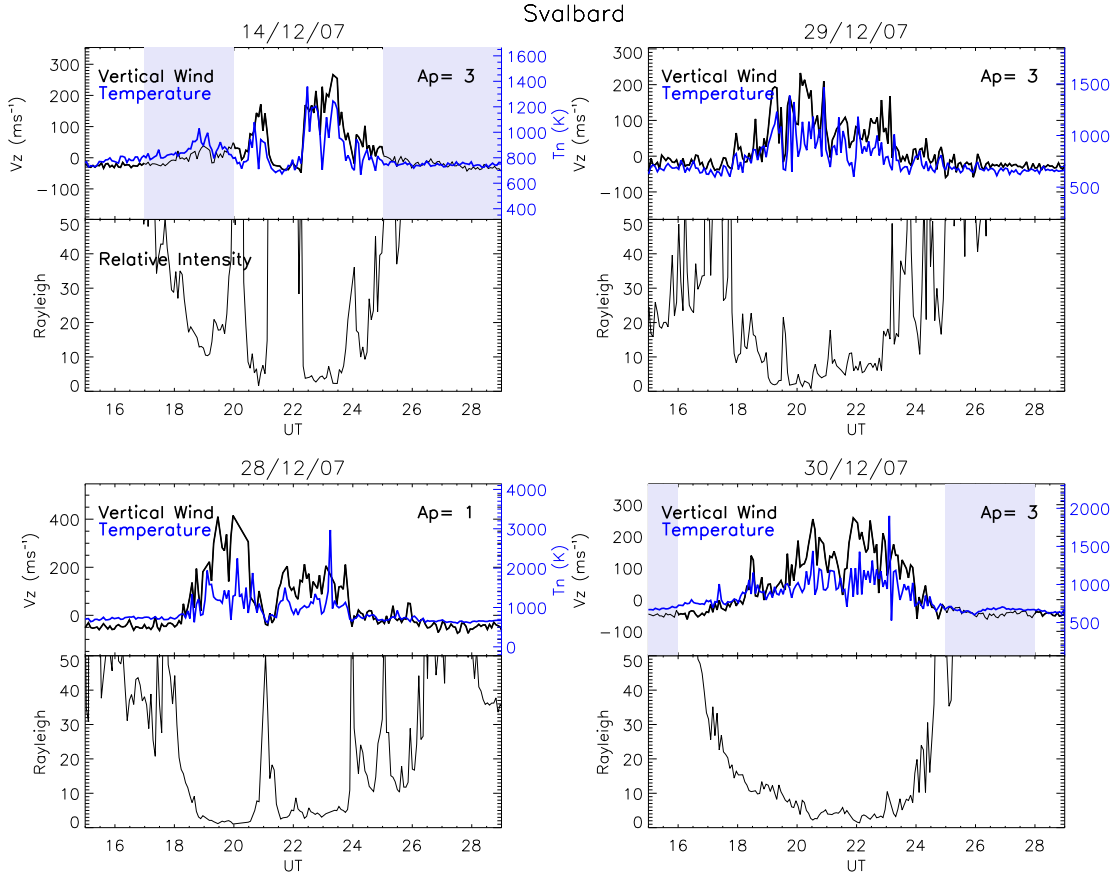 Svalbard
14/12/07
300
200
100
0
−100
Vz (ms⁻¹)
Vertical Wind
Temperature
Ap= 3
1600
1400
1200
1000
800
600
400
Tn (K)
50
40
30
20
10
0
Rayleigh
Relative Intensity
16 18 20 22 24 26 28
UT
29/12/07
300
200
100
0
−100
Vz (ms⁻¹)
Vertical Wind
Temperature
Ap= 3
1500
1000
500
50
40
30
20
10
0
Rayleigh
16 18 20 22 24 26 28
UT
28/12/07
400
200
0
Vz (ms⁻¹)
Vertical Wind
Temperature
Ap= 1
4000
3000
2000
1000
0
Tn (K)
50
40
30
20
10
0
Rayleigh
16 18 20 22 24 26 28
UT
30/12/07
300
200
100
0
−100
Vz (ms⁻¹)
Vertical Wind
Temperature
Ap= 3
2000
1500
1000
500
50
40
30
20
10
0
Rayleigh
16 18 20 22 24 26 28
UT